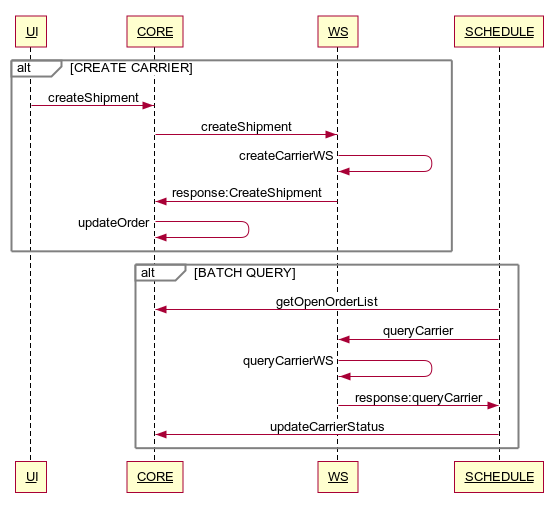 UI CORE WS SCHEDULE
alt [CREATE CARRIER]
createShipment
createShipment
createCarrierWS
response:CreateShipment
updateOrder
alt [BATCH QUERY]
getOpenOrderList
queryCarrier
queryCarrierWS
response:queryCarrier
updateCarrierStatus
UI CORE WS SCHEDULE